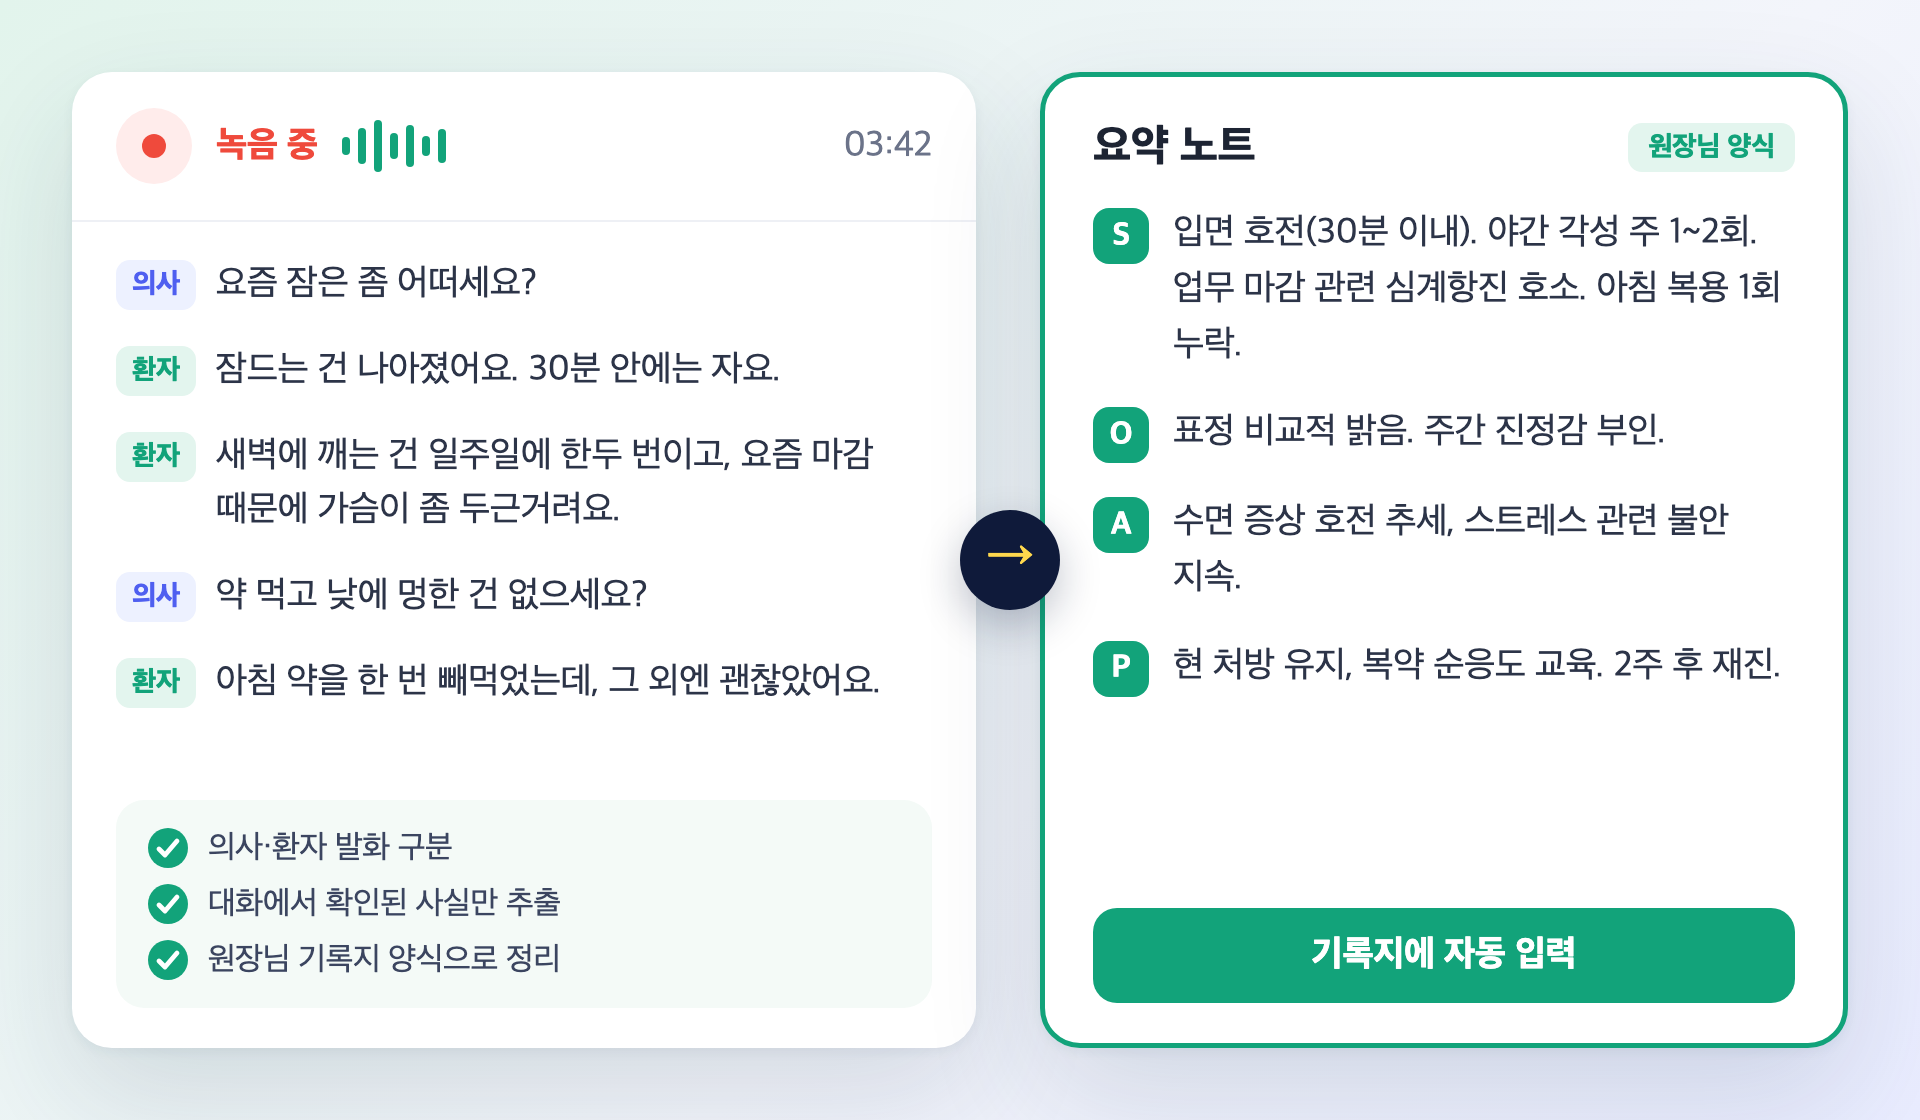 녹음 중
03:42
의사
요즘 잠은 좀 어떠세요?
환자
잠드는 건 나아졌어요. 30분 안에는 자요.
환자
새벽에 깨는 건 일주일에 한두 번이고, 요즘 마감
때문에 가슴이 좀 두근거려요.
의사
약 먹고 낮에 멍한 건 없으세요?
환자
아침 약을 한 번 빼먹었는데, 그 외엔 괜찮았어요.
의사·환자 발화 구분
대화에서 확인된 사실만 추출
원장님 기록지 양식으로 정리
→
요약 노트
원장님 양식
S
입면 호전(30분 이내). 야간 각성 주 1~2회.
업무 마감 관련 심계항진 호소. 아침 복용 1회
누락.
O
표정 비교적 밝음. 주간 진정감 부인.
A
수면 증상 호전 추세, 스트레스 관련 불안
지속.
P
현 처방 유지, 복약 순응도 교육. 2주 후 재진.
기록지에 자동 입력